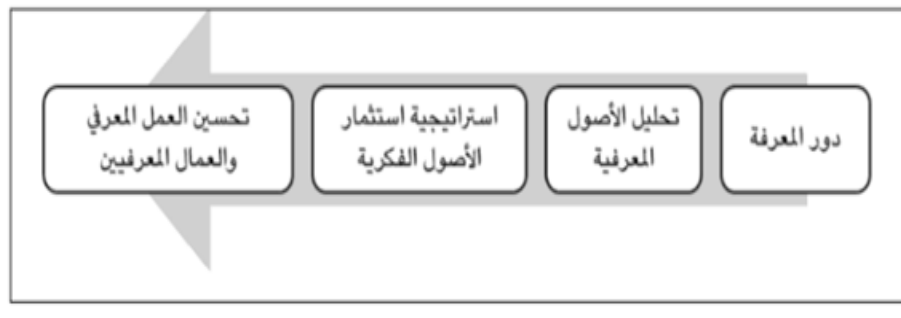 دور المعرفة
تحليل الأصول
المعرفية
استراتيجية استثمار
الأصول الفكرية
تحسين العمل المعرفي
والعمال المعرفيين